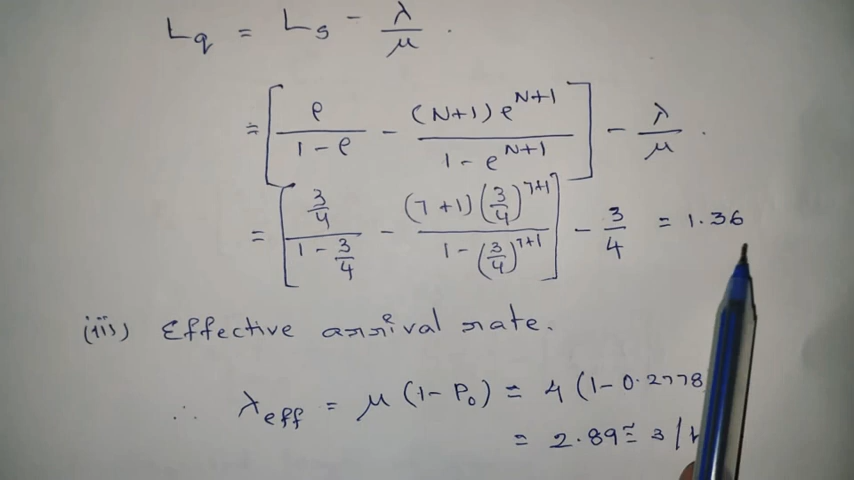 Lq = Ls - λ/μ .
= [ ρ/(1-ρ) - (N+1)ρ^(N+1)/(1-ρ^(N+1)) ] - λ/μ .
= [ (3/4)/(1-3/4) - (7+1)(3/4)^(7+1)/(1-(3/4)^(7+1)) ] - 3/4 = 1.36
(iii) Effective arrival rate.
∴ λeff = μ(1-P₀) = 4(1-0.2778
= 2.89 ≅ 3/